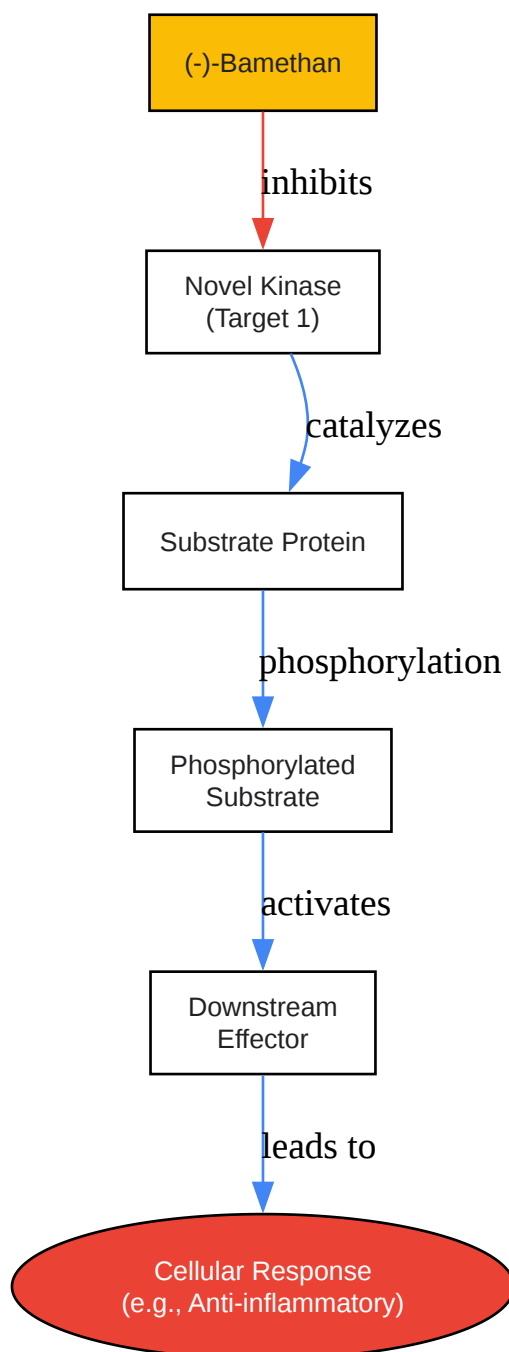 (-)-Bamethan
inhibits
Novel Kinase
(Target 1)
catalyzes
Substrate Protein
phosphorylation
Phosphorylated
Substrate
activates
Downstream
Effector
leads to
Cellular Response
(e.g., Anti-inflammatory)